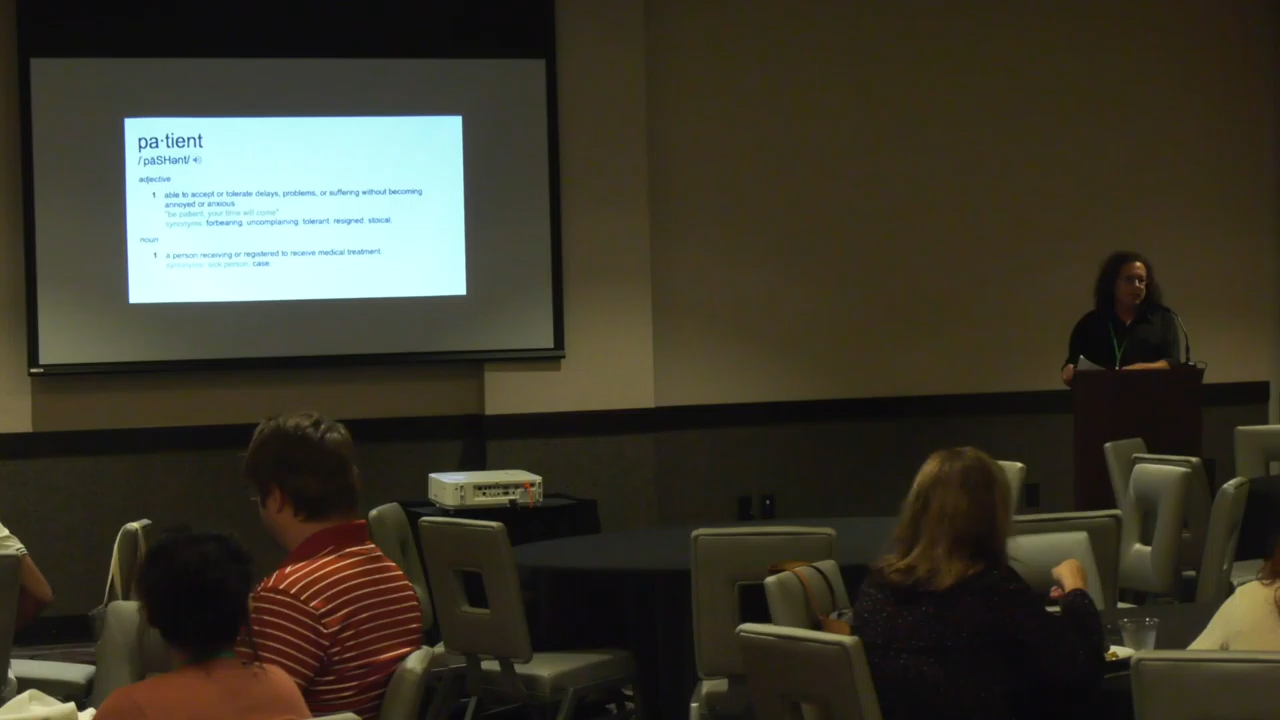 pa·tient
/ˈpāSHənt/
adjective
1 able to accept or tolerate delays, problems, or suffering without becoming
annoyed or anxious
"be patient, your time will come"
synonyms: forbearing, uncomplaining, tolerant, resigned, stoical.
noun
1 a person receiving or registered to receive medical treatment.
synonyms: sick person, case.